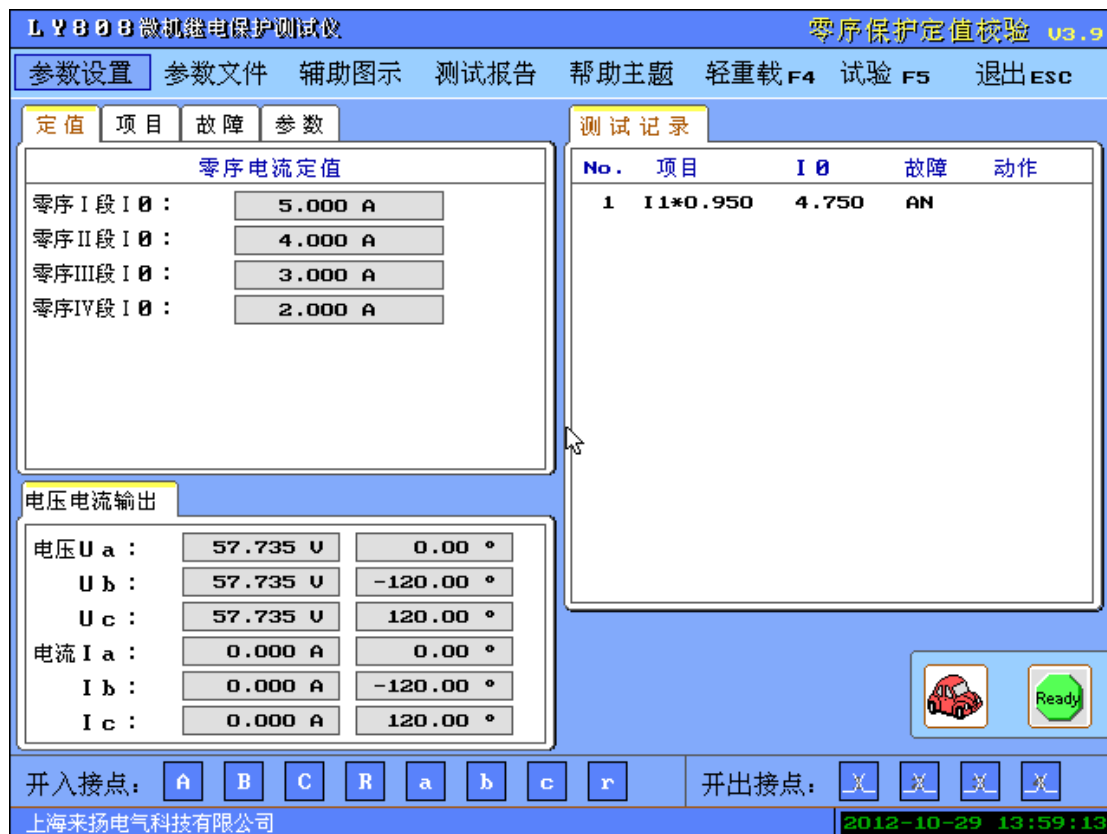 LY808微机继电保护测试仪 零序保护定值校验 V3.9
参数设置 参数文件 辅助图示 测试报告 帮助主题 轻重载F4 试验 F5 退出ESC
定值 项目 故障 参数
零序电流定值
零序I段I0: 5.000 A
零序II段I0: 4.000 A
零序III段I0: 3.000 A
零序IV段I0: 2.000 A
测试记录
No. 项目 I0 故障 动作
1 I1*0.950 4.750 AN
电压电流输出
电压Ua: 57.735 V 0.00 °
Ub: 57.735 V -120.00 °
Uc: 57.735 V 120.00 °
电流Ia: 0.000 A 0.00 °
Ib: 0.000 A -120.00 °
Ic: 0.000 A 120.00 °
Ready
开入接点: A B C R a b c r 开出接点: X X X X
上海来扬电气科技有限公司 2012-10-29 13:59:13